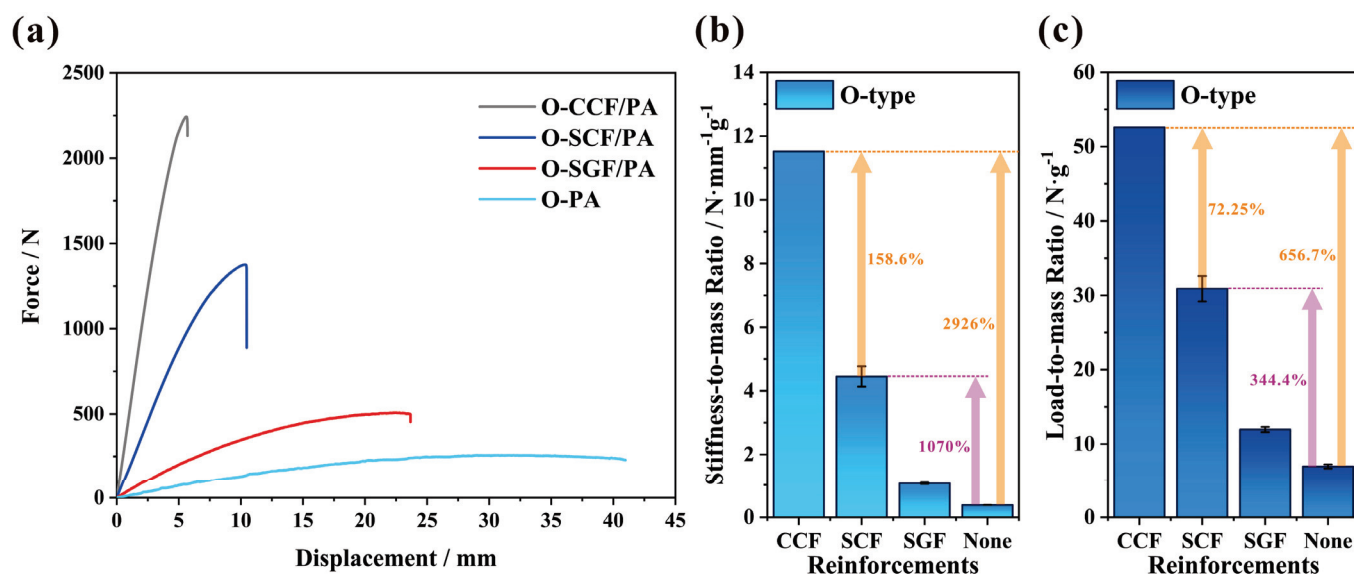 (a)
2500
2000
1500
1000
500
0
0 5 10 15 20 25 30 35 40 45
Force / N
Displacement / mm
O-CCF/PA
O-SCF/PA
O-SGF/PA
O-PA
(b)
14
12
10
8
6
4
2
0
Stiffness-to-mass Ratio / N·mm⁻¹g⁻¹
O-type
158.6%
2926%
1070%
CCF SCF SGF None
Reinforcements
(c)
60
50
40
30
20
10
0
Load-to-mass Ratio / N·g⁻¹
O-type
72.25%
656.7%
344.4%
CCF SCF SGF None
Reinforcements